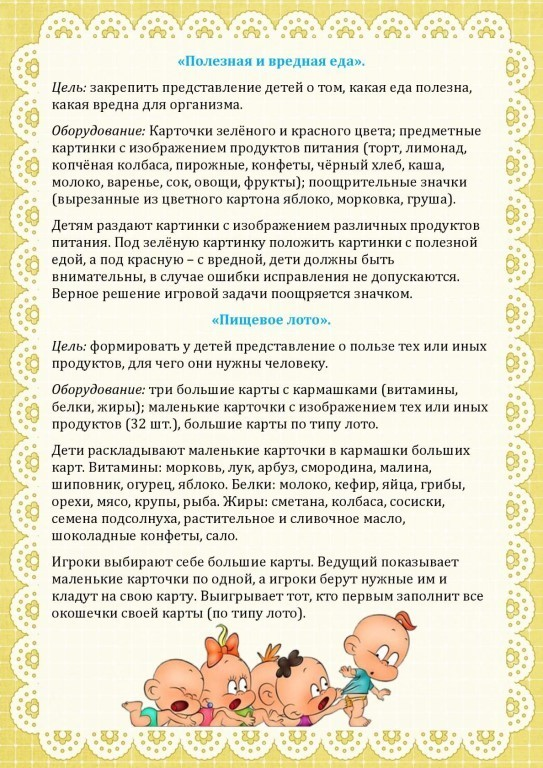 «Полезная и вредная еда».
Цель: закрепить представление детей о том, какая еда полезна,
какая вредна для организма.
Оборудование: Карточки зелёного и красного цвета; предметные
картинки с изображением продуктов питания (торт, лимонад,
копчёная колбаса, пирожные, конфеты, чёрный хлеб, каша,
молоко, варенье, сок, овощи, фрукты); поощрительные значки
(вырезанные из цветного картона яблоко, морковка, груша).
Детям раздают картинки с изображением различных продуктов
питания. Под зелёную картинку положить картинки с полезной
едой, а под красную – с вредной, дети должны быть
внимательны, в случае ошибки исправления не допускаются.
Верное решение игровой задачи поощряется значком.
«Пищевое лото».
Цель: формировать у детей представление о пользе тех или иных
продуктов, для чего они нужны человеку.
Оборудование: три большие карты с кармашками (витамины,
белки, жиры); маленькие карточки с изображением тех или иных
продуктов (32 шт.), большие карты по типу лото.
Дети раскладывают маленькие карточки в кармашки больших
карт. Витамины: морковь, лук, арбуз, смородина, малина,
шиповник, огурец, яблоко. Белки: молоко, кефир, яйца, грибы,
орехи, мясо, крупы, рыба. Жиры: сметана, колбаса, сосиски,
семена подсолнуха, растительное и сливочное масло,
шоколадные конфеты, сало.
Игроки выбирают себе большие карты. Ведущий показывает
маленькие карточки по одной, а игроки берут нужные им и
кладут на свою карту. Выигрывает тот, кто первым заполнит все
окошечки своей карты (по типу лото).